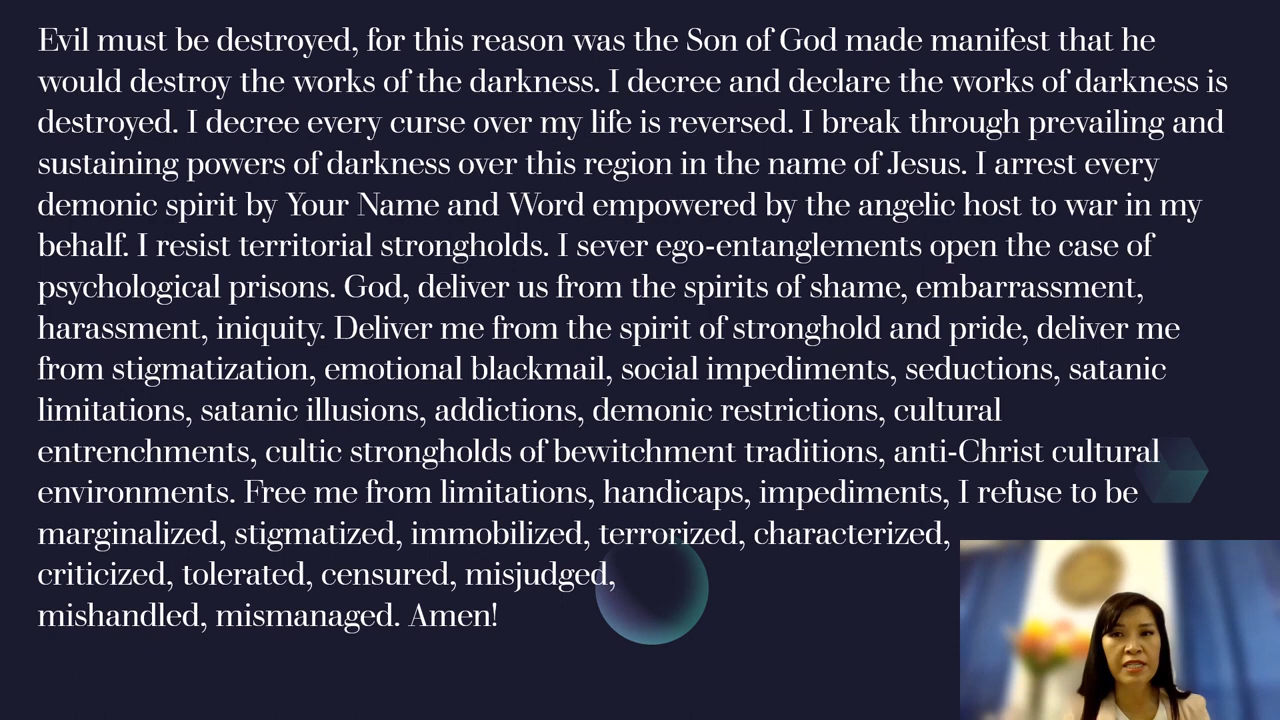 Evil must be destroyed, for this reason was the Son of God made manifest that he
would destroy the works of the darkness. I decree and declare the works of darkness is
destroyed. I decree every curse over my life is reversed. I break through prevailing and
sustaining powers of darkness over this region in the name of Jesus. I arrest every
demonic spirit by Your Name and Word empowered by the angelic host to war in my
behalf. I resist territorial strongholds. I sever ego-entanglements open the case of
psychological prisons. God, deliver us from the spirits of shame, embarrassment,
harassment, iniquity. Deliver me from the spirit of stronghold and pride, deliver me
from stigmatization, emotional blackmail, social impediments, seductions, satanic
limitations, satanic illusions, addictions, demonic restrictions, cultural
entrenchments, cultic strongholds of bewitchment traditions, anti-Christ cultural
environments. Free me from limitations, handicaps, impediments, I refuse to be
marginalized, stigmatized, immobilized, terrorized, characterized,
criticized, tolerated, censured, misjudged,
mishandled, mismanaged. Amen!